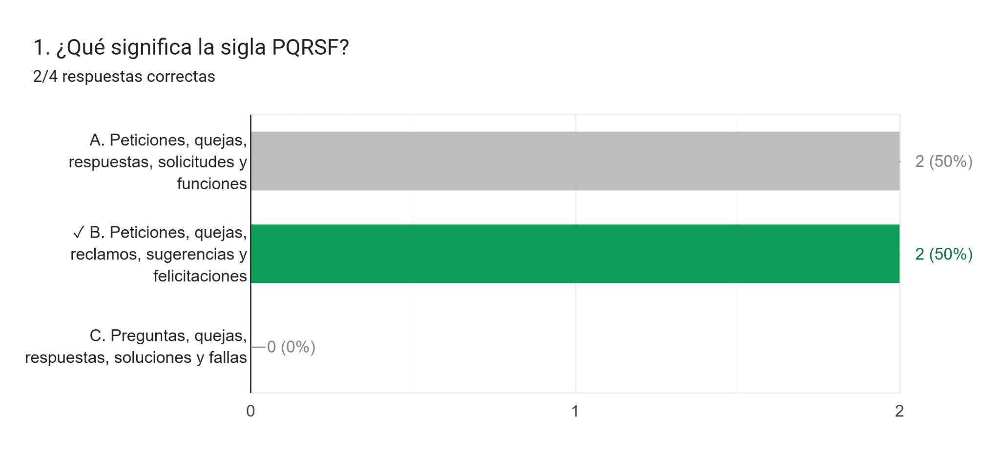 1. ¿Qué significa la sigla PQRSF?
2/4 respuestas correctas
A. Peticiones, quejas,
respuestas, solicitudes y
funciones
2 (50%)
✓ B. Peticiones, quejas,
reclamos, sugerencias y
felicitaciones
2 (50%)
C. Preguntas, quejas,
respuestas, soluciones y fallas
0 (0%)
0 1 2